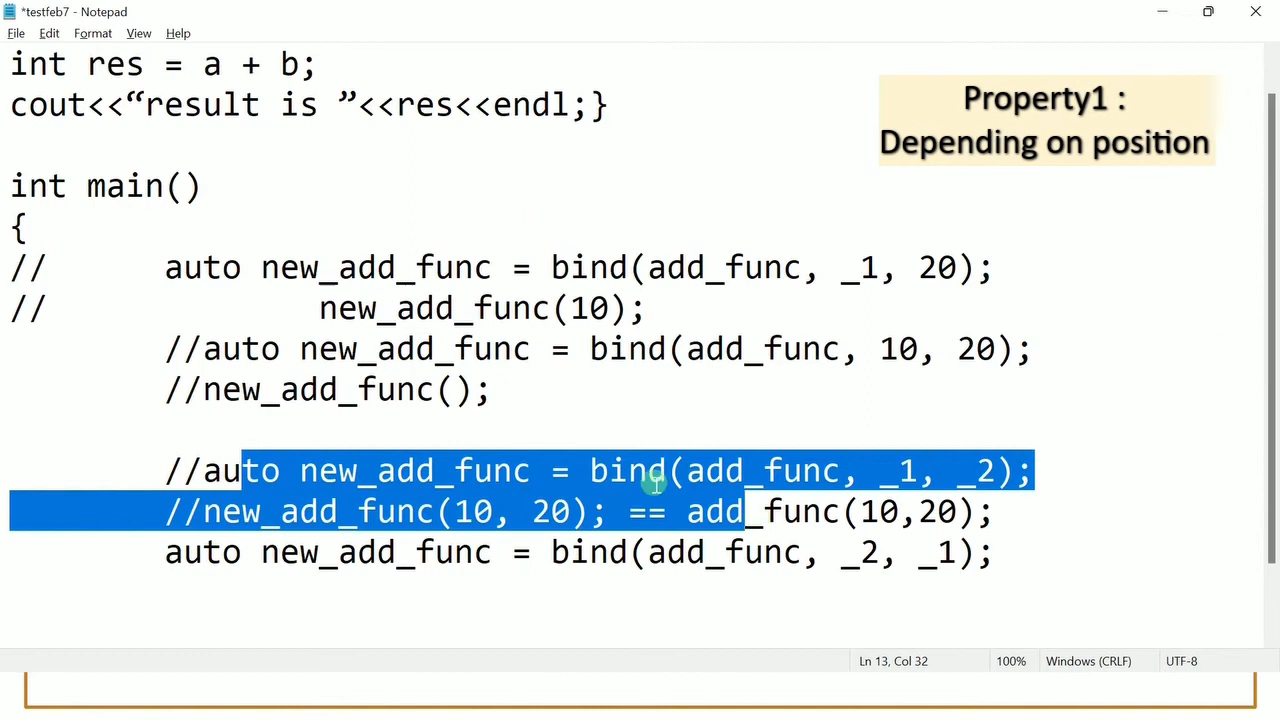 *testfeb7 - Notepad
File Edit Format View Help
int res = a + b;
cout<<“result is ”<<res<<endl;}
Property1 :
Depending on position
int main()
{
// auto new_add_func = bind(add_func, _1, 20);
// new_add_func(10);
//auto new_add_func = bind(add_func, 10, 20);
//new_add_func();
//auto new_add_func = bind(add_func, _1, _2);
//new_add_func(10, 20); == add_func(10,20);
auto new_add_func = bind(add_func, _2, _1);
Ln 13, Col 32 100% Windows (CRLF) UTF-8